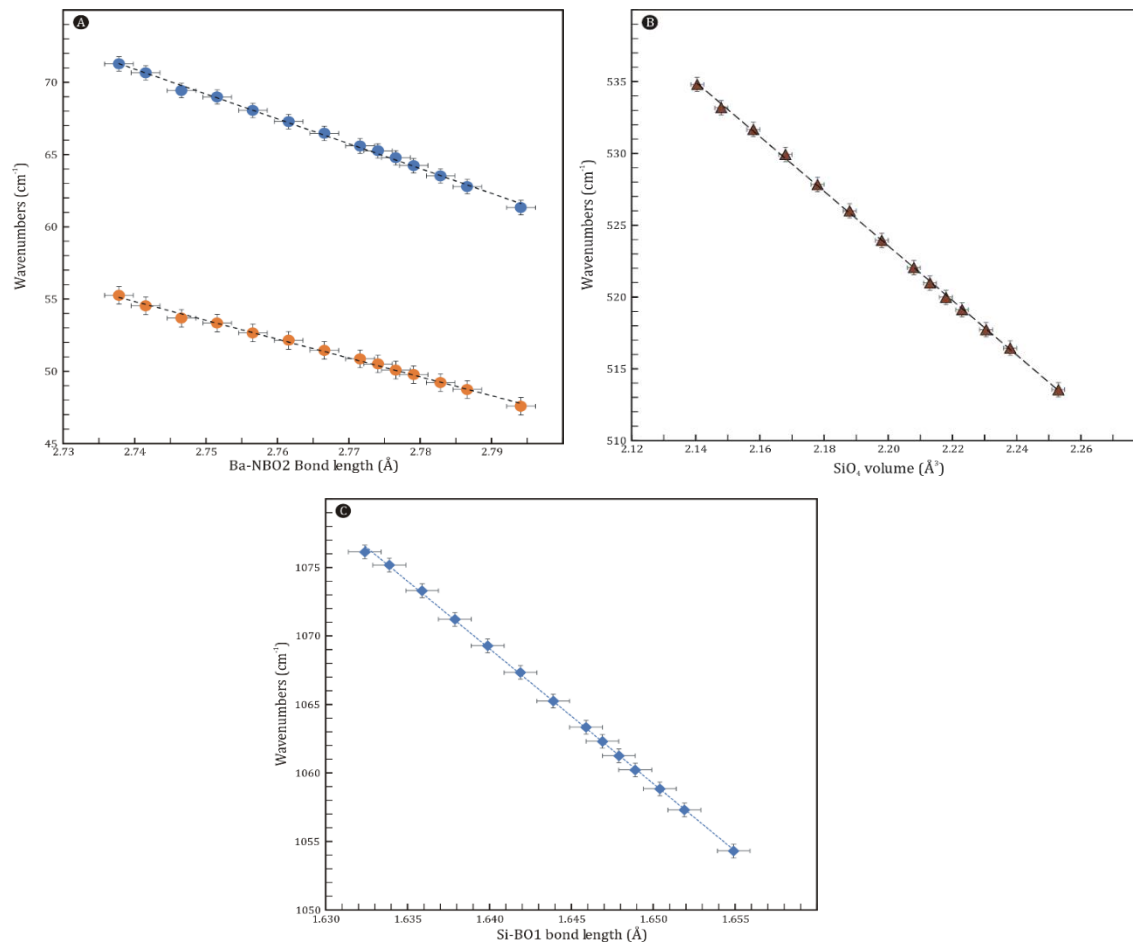 A
Wavenumbers (cm⁻¹)
70
65
60
55
50
45
2.73 2.74 2.75 2.76 2.77 2.78 2.79
Ba-NBO2 Bond length (Å)
B
Wavenumbers (cm⁻¹)
535
530
525
520
515
510
2.12 2.14 2.16 2.18 2.20 2.22 2.24 2.26
SiO₄ volume (Å³)
C
Wavenumbers (cm⁻¹)
1075
1070
1065
1060
1055
1050
1.630 1.635 1.640 1.645 1.650 1.655
Si-BO1 bond length (Å)